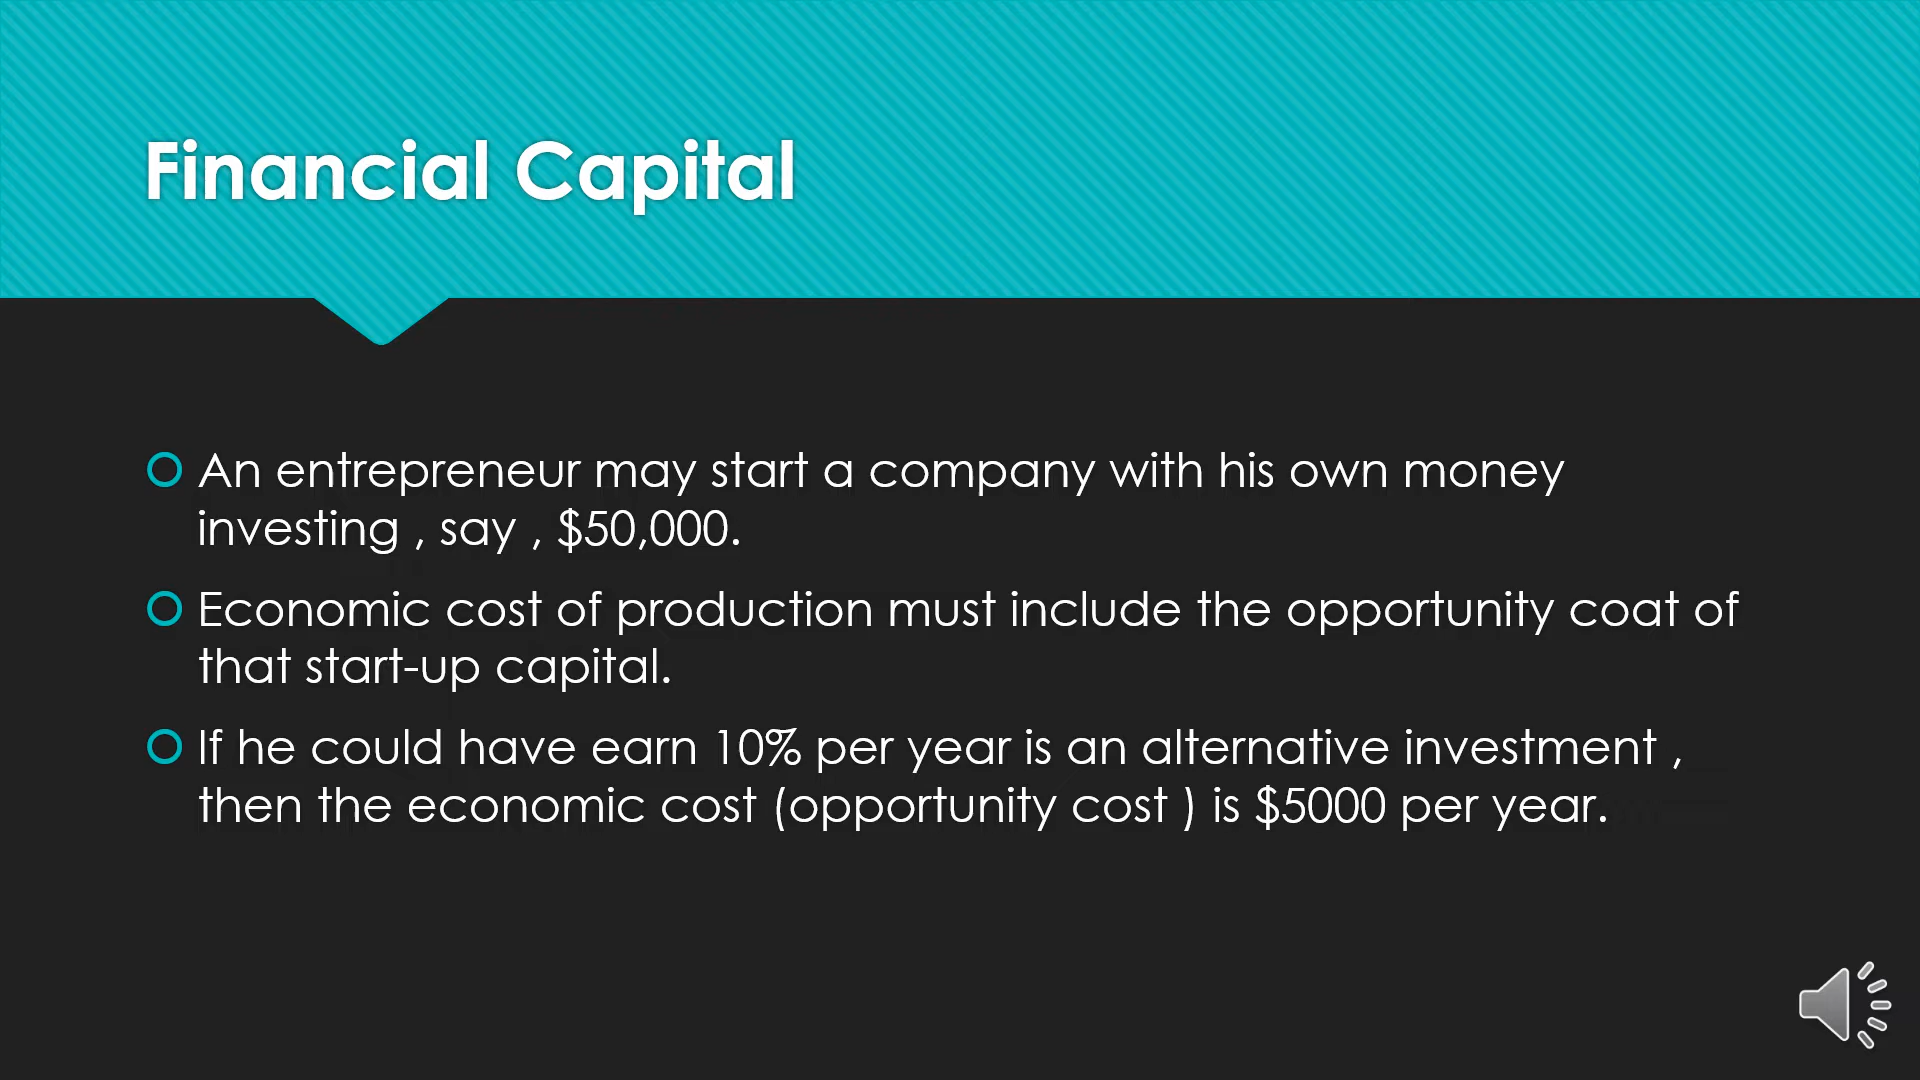 Financial Capital
An entrepreneur may start a company with his own money
investing , say , $50,000.
Economic cost of production must include the opportunity coat of
that start-up capital.
If he could have earn 10% per year is an alternative investment ,
then the economic cost (opportunity cost ) is $5000 per year.